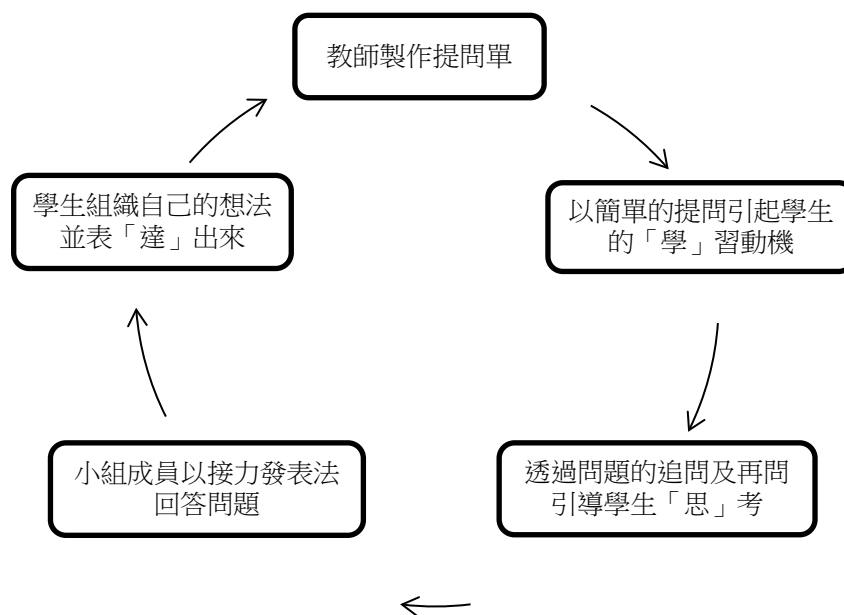 教師製作提問單
以簡單的提問引起學生
的「學」習動機
透過問題的追問及再問
引導學生「思」考
小組成員以接力發表法
回答問題
學生組織自己的想法
並表「達」出來